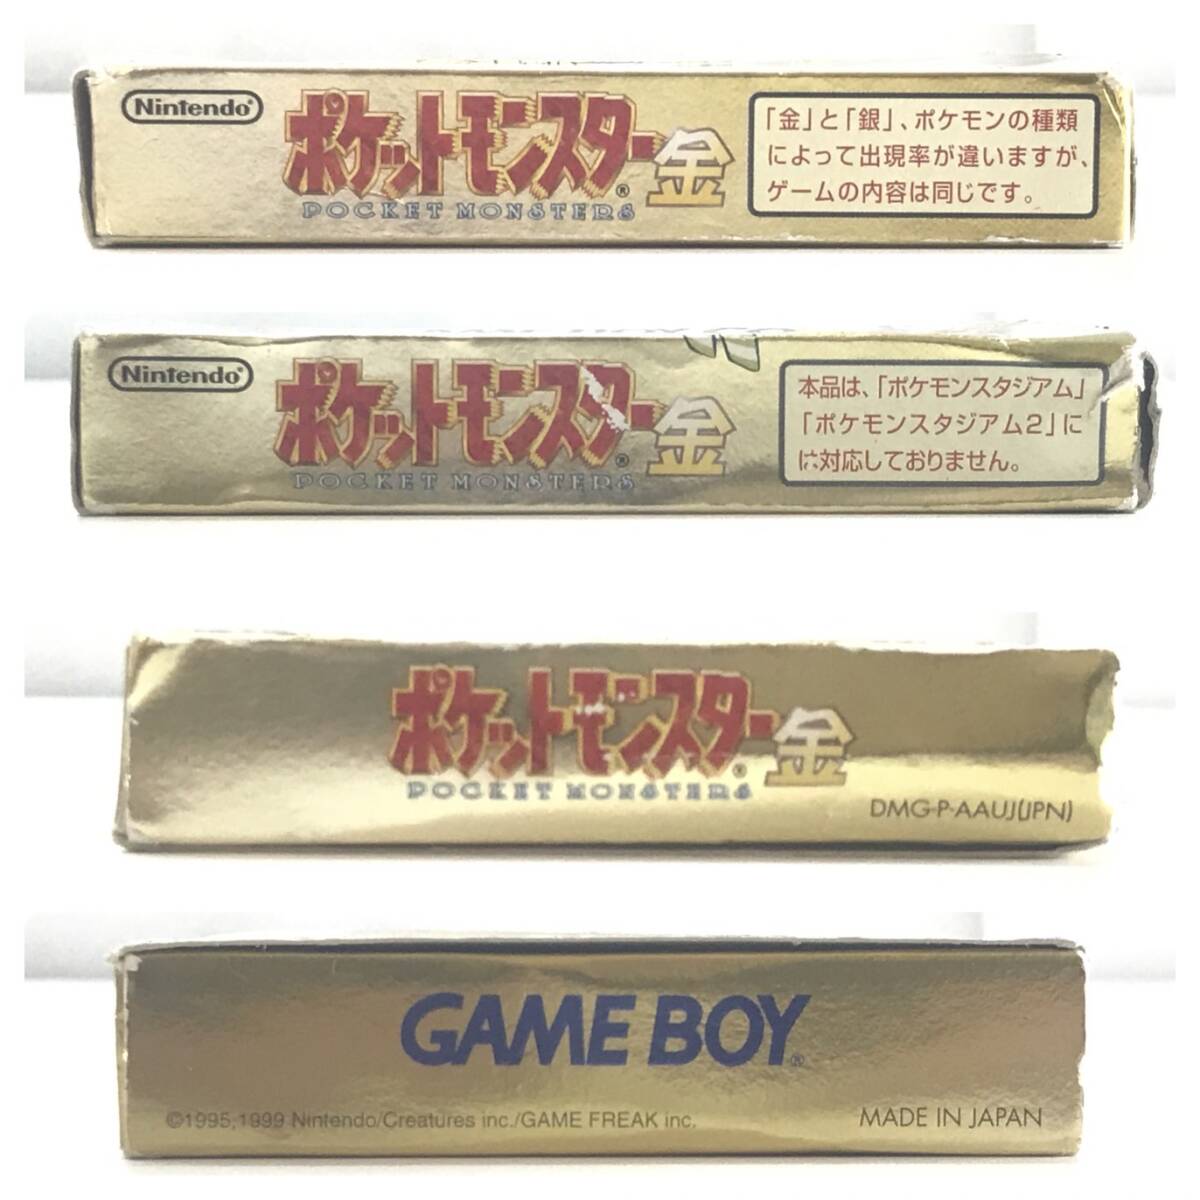 Nintendo®
ポケットモンスター金
POCKET MONSTERS
「金」と「銀」、ポケモンの種類
によって出現率が違いますが、
ゲームの内容は同じです。
Nintendo®
ポケットモンスター金
POCKET MONSTERS
本品は、「ポケモンスタジアム」
「ポケモンスタジアム2」に
は対応しておりません。
ポケットモンスター金
POCKET MONSTERS
DMG-P-AAUJ(JPN)
GAME BOY®
©1995,1999 Nintendo/Creatures inc./GAME FREAK inc.
MADE IN JAPAN